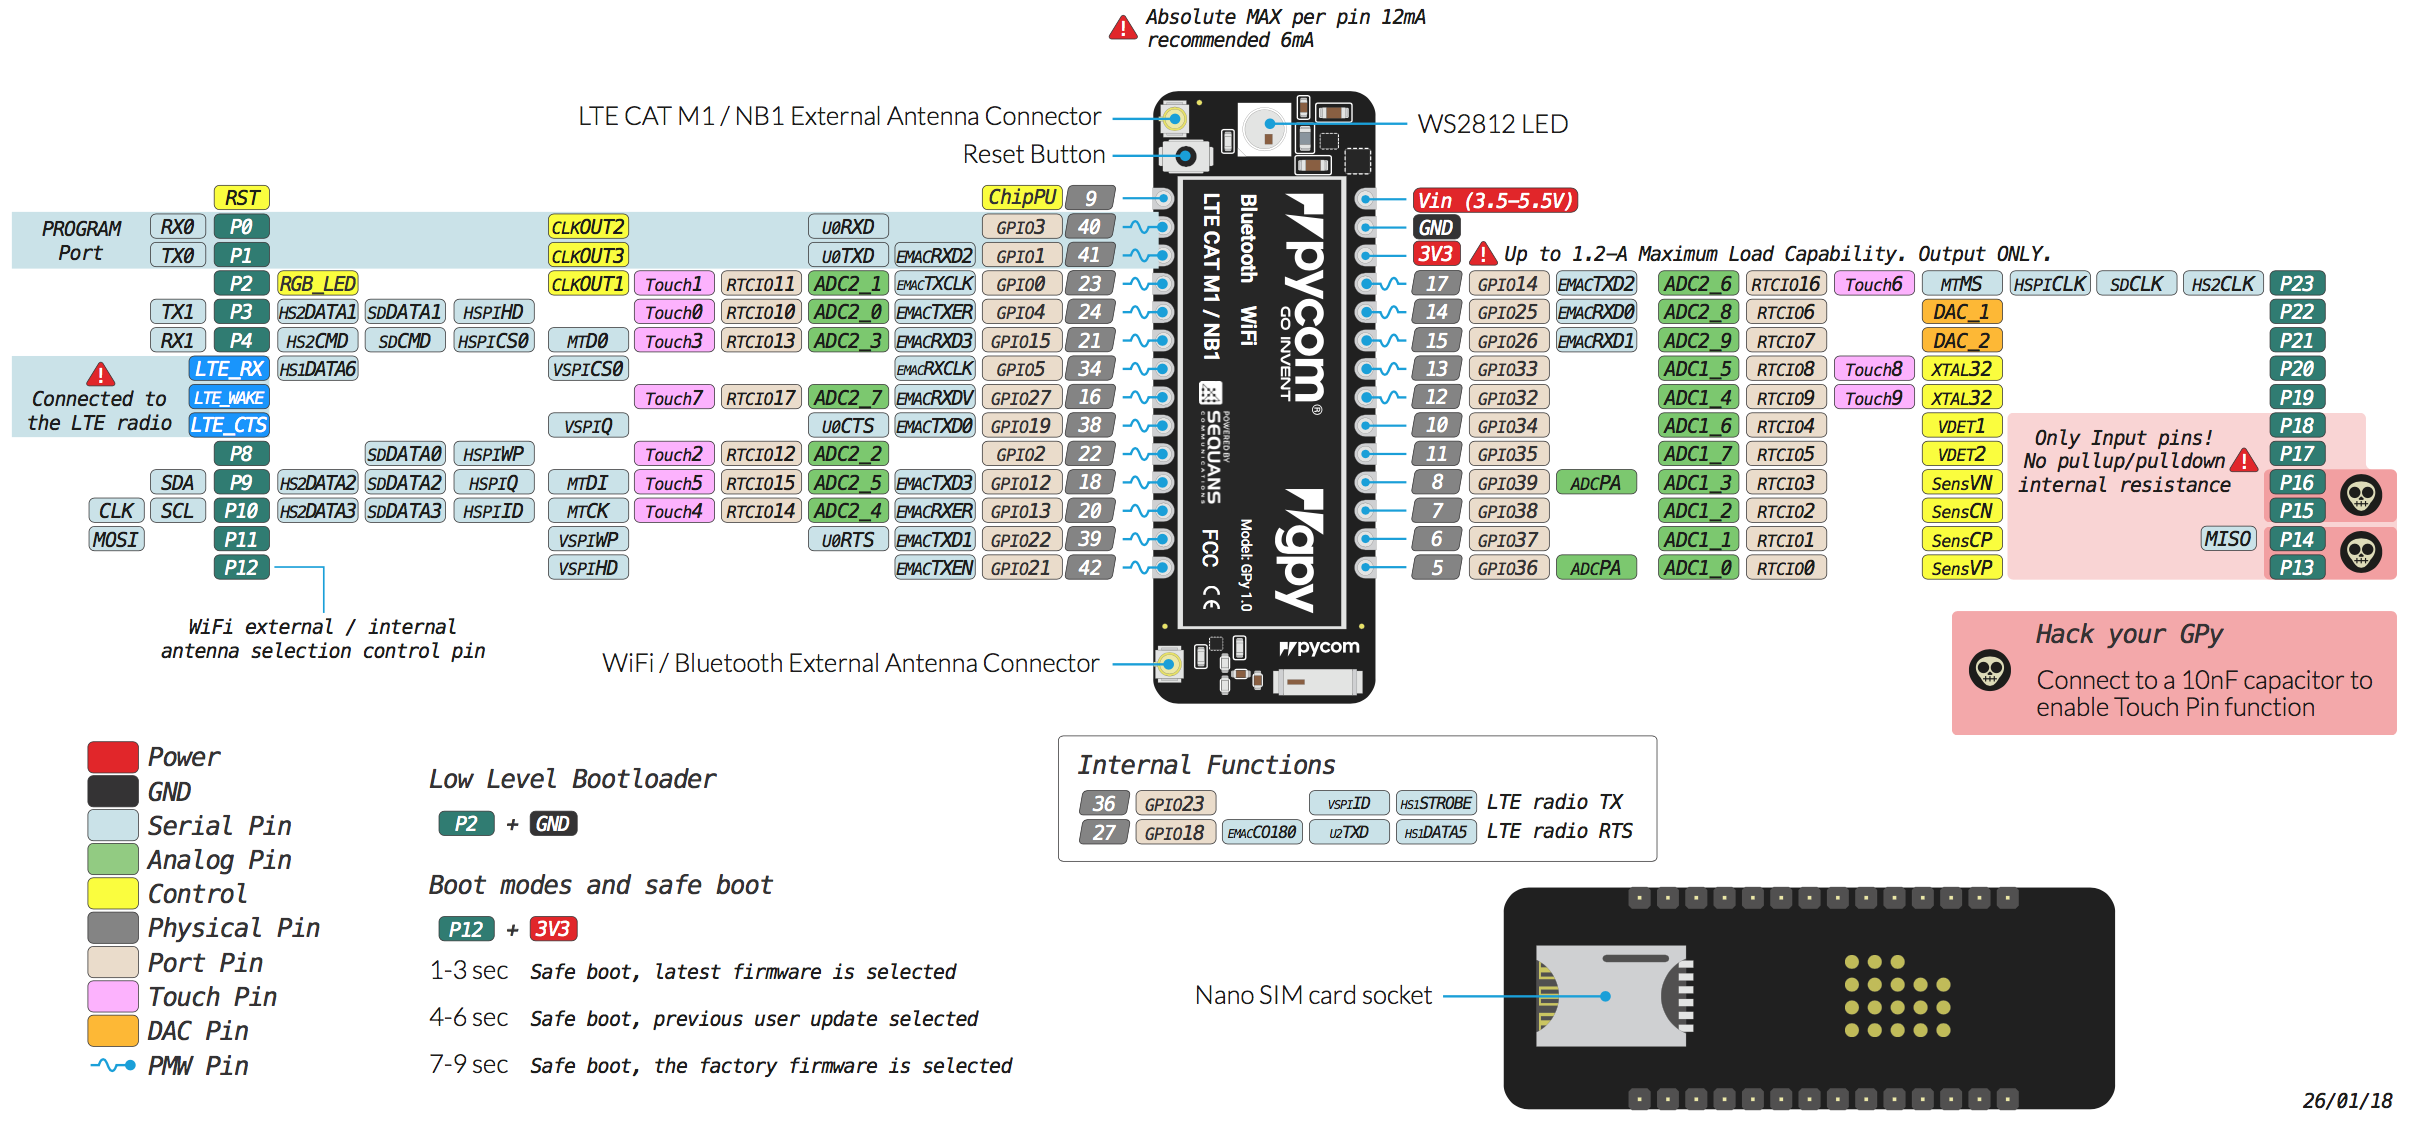 Absolute MAX per pin 12mA
recommended 6mA
LTE CAT M1 / NB1 External Antenna Connector
WS2812 LED
Reset Button
RST ChipPU 9 Vin (3.5-5.5V)
PROGRAM
Port
RX0 P0 CLKOUT2 U0RXD GPIO3 40 GND
TX0 P1 CLKOUT3 U0TXD EMACRXD2 GPIO1 41 3V3 Up to 1.2-A Maximum Load Capability. Output ONLY.
P2 RGB_LED CLKOUT1 Touch1 RTCIO11 ADC2_1 EMACTXCLK GPIO0 23 17 GPIO14 EMACTXD2 ADC2_6 RTCIO16 Touch6 MTMS HSPICLK SDCLK HS2CLK P23
TX1 P3 HS2DATA1 SDDATA1 HSPIHD Touch0 RTCIO10 ADC2_0 EMACTXER GPIO4 24 14 GPIO25 EMACRXD0 ADC2_8 RTCIO6 DAC_1 P22
RX1 P4 HS2CMD SDCMD HSPICS0 MTDO Touch3 RTCIO13 ADC2_3 EMACRXD3 GPIO15 21 15 GPIO26 EMACRXD1 ADC2_9 RTCIO7 DAC_2 P21
Connected to
the LTE radio
LTE_RX HS1DATA6 VSPICS0 EMACRXCLK GPIO5 34 13 GPIO33 ADC1_5 RTCIO8 Touch8 XTAL32 P20
LTE_WAKE Touch7 RTCIO17 ADC2_7 EMACRXDV GPIO27 16 12 GPIO32 ADC1_4 RTCIO9 Touch9 XTAL32 P19
LTE_CTS VSPIQ U0CTS EMACTXD0 GPIO19 38 10 GPIO34 ADC1_6 RTCIO4 VDET1 P18
P8 SDDATA0 HSPIWP Touch2 RTCIO12 ADC2_2 GPIO2 22 11 GPIO35 ADC1_7 RTCIO5 VDET2 P17
SDA P9 HS2DATA2 SDDATA2 HSPIQ MTDI Touch5 RTCIO15 ADC2_5 EMACTXD3 GPIO12 18 8 GPIO39 ADCPA ADC1_3 RTCIO3 SensVN P16
CLK SCL P10 HS2DATA3 SDDATA3 HSPIID MTCK Touch4 RTCIO14 ADC2_4 EMACRXER GPIO13 20 7 GPIO38 ADC1_2 RTCIO2 SensCN P15
MOSI P11 VSPIWP U0RTS EMACTXD1 GPIO22 39 6 GPIO37 ADC1_1 RTCIO1 SensCP MISO P14
P12 VSPIHD EMACTXEN GPIO21 42 5 GPIO36 ADCPA ADC1_0 RTCIO0 SensVP P13
Only Input pins!
No pullup/pulldown
internal resistance
LTE CAT M1 / NB1
Bluetooth WiFi
pycom
GO INVENT
®
POWERED BY
SEQUANS
COMMUNICATIONS
FCC CE
Model: GPy 1.0
gpy
pycom
WiFi external / internal
antenna selection control pin
WiFi / Bluetooth External Antenna Connector
Hack your GPy
Connect to a 10nF capacitor to
enable Touch Pin function
Power
GND
Serial Pin
Analog Pin
Control
Physical Pin
Port Pin
Touch Pin
DAC Pin
PMW Pin
Low Level Bootloader
P2 + GND
Boot modes and safe boot
P12 + 3V3
1-3 sec Safe boot, latest firmware is selected
4-6 sec Safe boot, previous user update selected
7-9 sec Safe boot, the factory firmware is selected
Internal Functions
36 GPIO23 VSPIID HS1STROBE LTE radio TX
27 GPIO18 EMACCO180 U2TXD HS1DATA5 LTE radio RTS
Nano SIM card socket
26/01/18